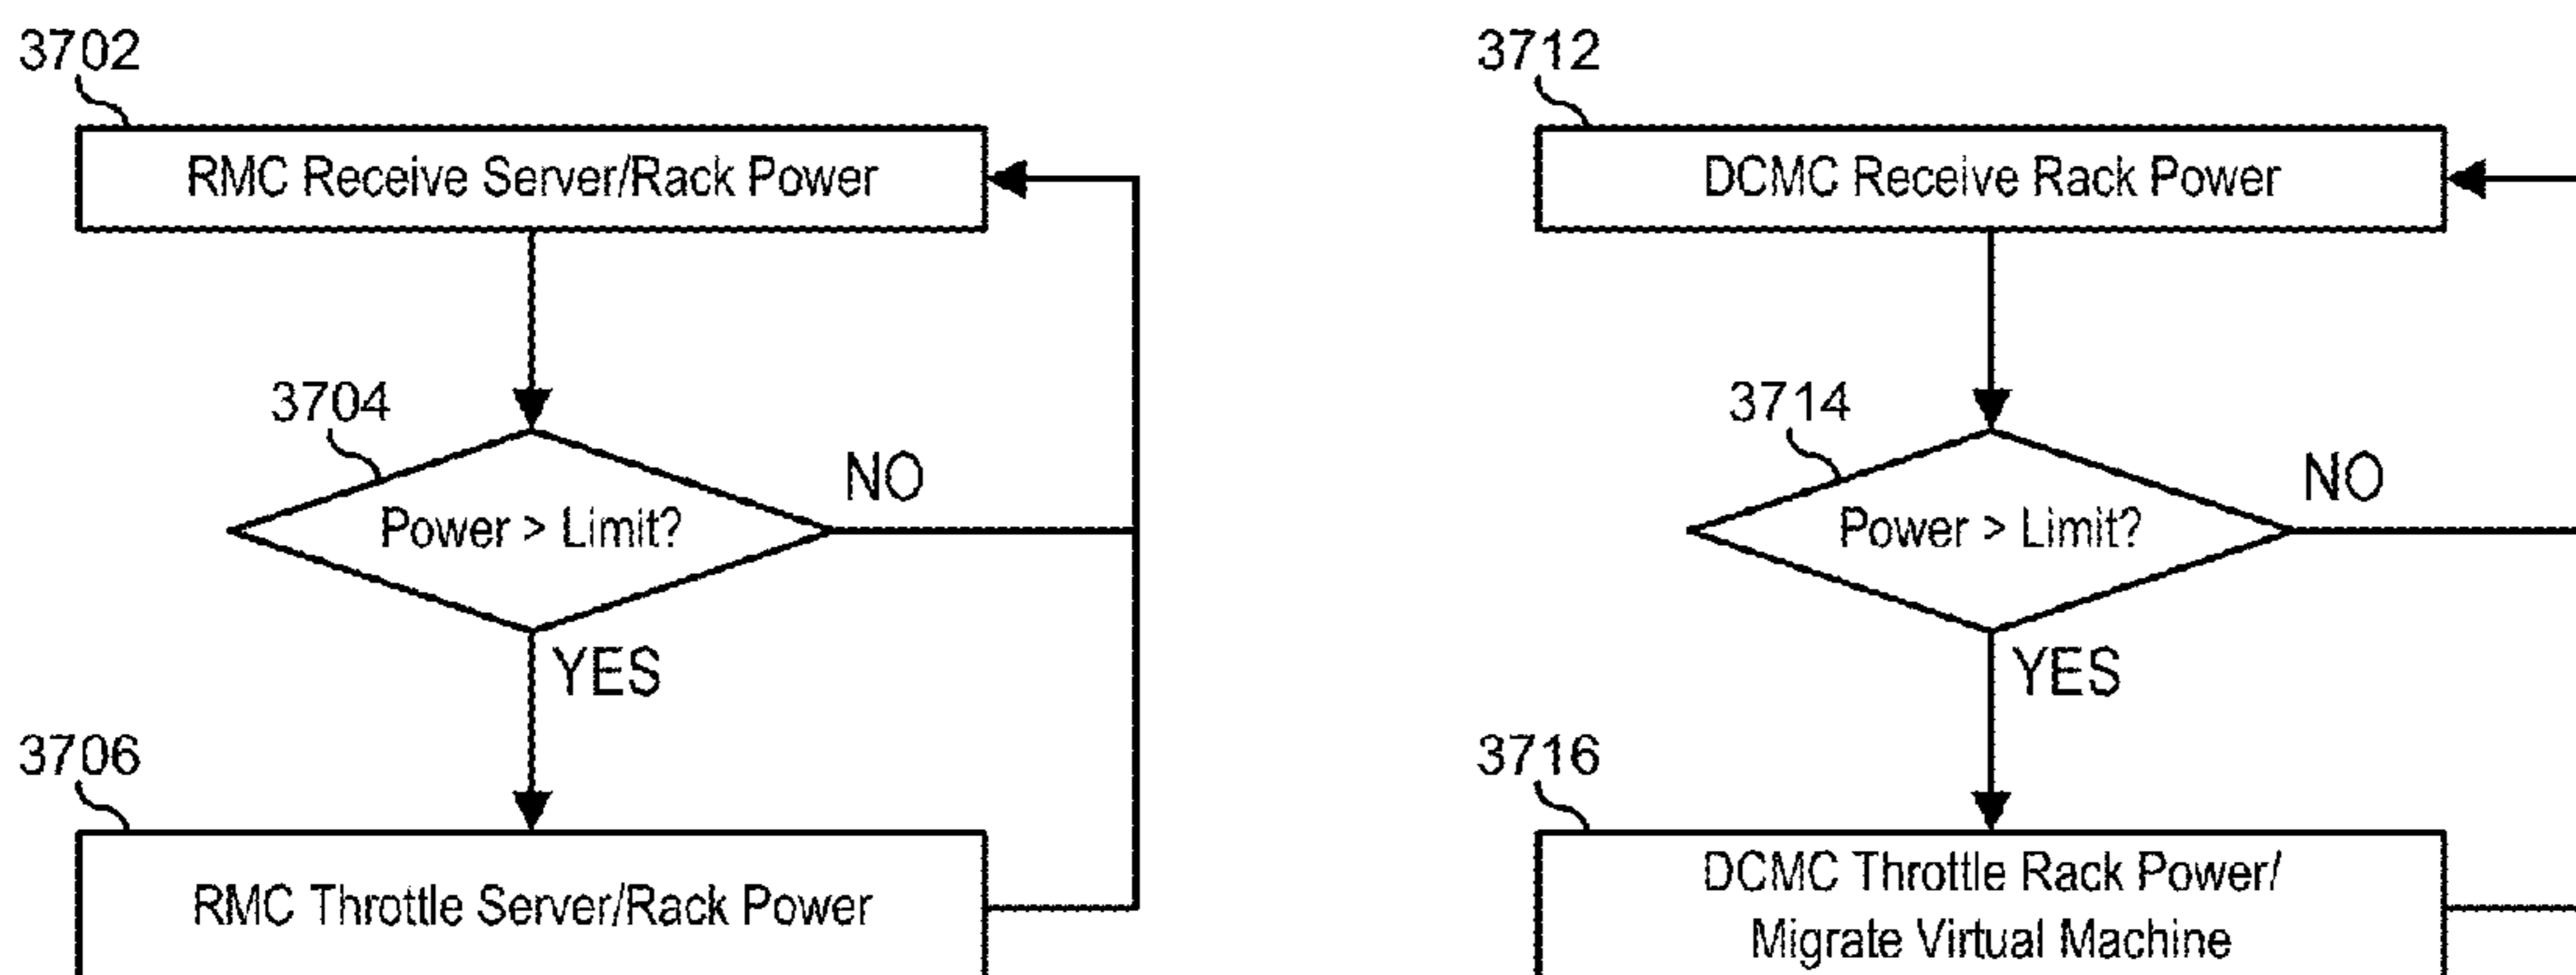 3702
RMC Receive Server/Rack Power
3704
Power > Limit?
NO
YES
3706
RMC Throttle Server/Rack Power
3712
DCMC Receive Rack Power
3714
Power > Limit?
NO
YES
3716
DCMC Throttle Rack Power/
Migrate Virtual Machine